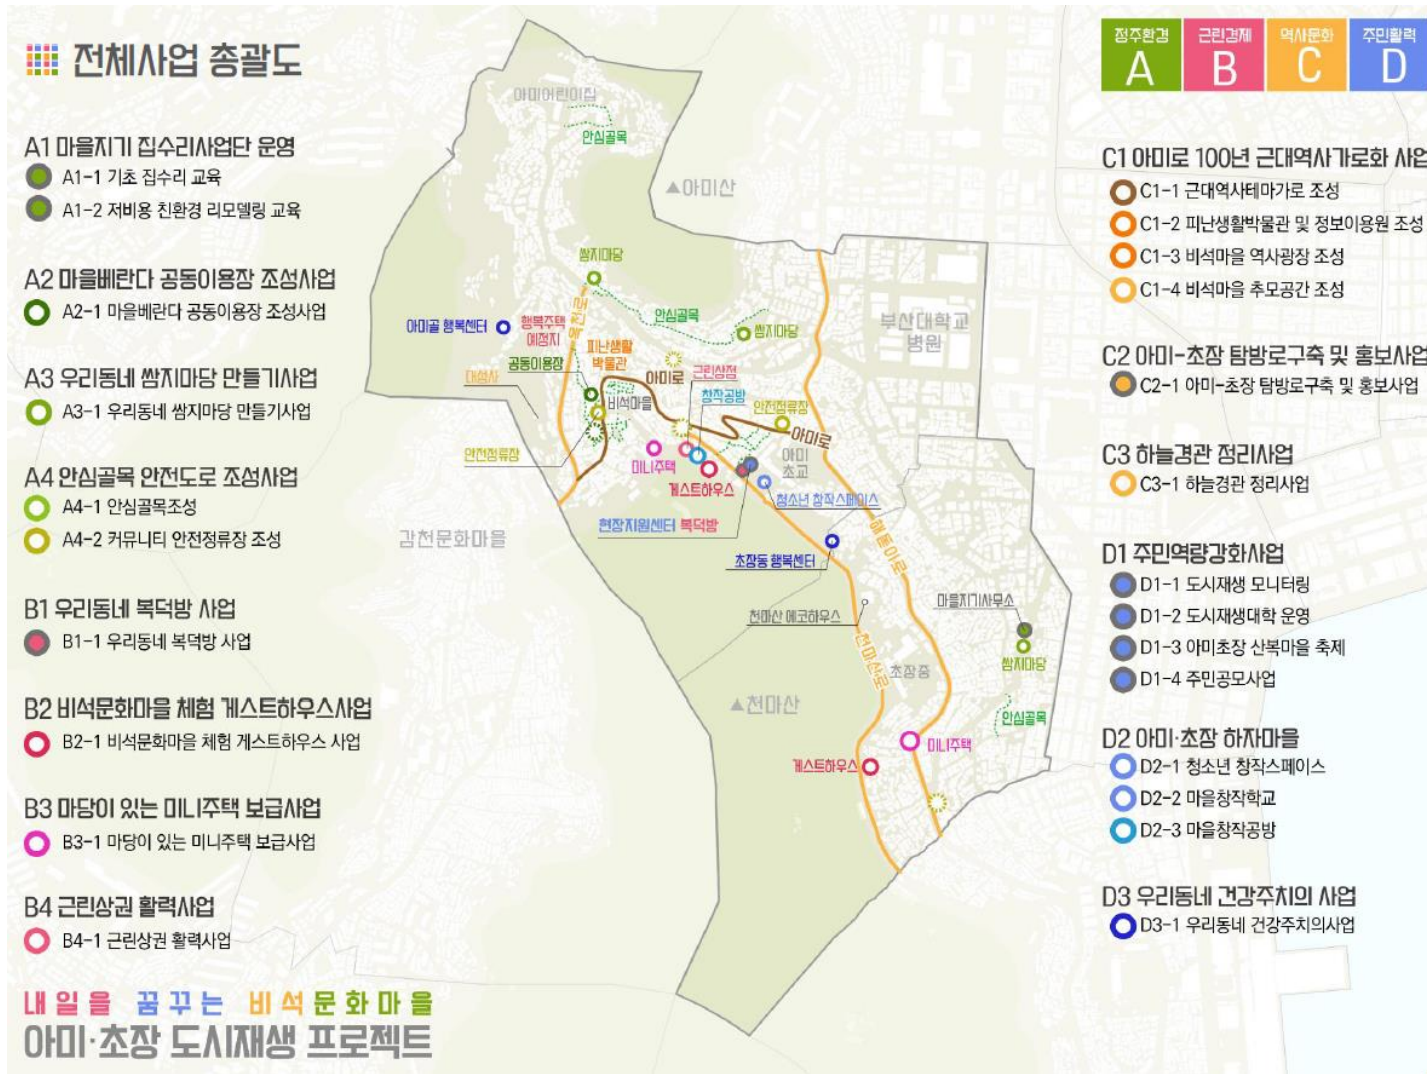 전체사업 총괄도
A1 마을지기 집수리사업단 운영
A1-1 기초 집수리 교육
A1-2 저비용 친환경 리모델링 교육
A2 마을베란다 공동이용장 조성사업
A2-1 마을베란다 공동이용장 조성사업
A3 우리동네 쌈지마당 만들기사업
A3-1 우리동네 쌈지마당 만들기사업
A4 안심골목 안전도로 조성사업
A4-1 안심골목조성
A4-2 커뮤니티 안전정류장 조성
B1 우리동네 복덕방 사업
B1-1 우리동네 복덕방 사업
B2 비석문화마을 체험 게스트하우스사업
B2-1 비석문화마을 체험 게스트하우스 사업
B3 마당이 있는 미니주택 보급사업
B3-1 마당이 있는 미니주택 보급사업
B4 근린상권 활력사업
B4-1 근린상권 활력사업
내일을 꿈꾸는 비석문화마을
아미·초장 도시재생 프로젝트
아미어린이집
안심골목
▲아미산
쌈지마당
옥천로
안심골목
쌈지마당
부산대학교
병원
아미골 행복센터
행복주택
예정지
피난생활
박물관
공동이용장
대성사
아미로
근린상점
창작공방
비석마을
안전정류장
아미로
안전정류장
미니주택
게스트하우스
아미
초교
청소년 창작스페이스
현장지원센터 복덕방
감천문화마을
초장동 행복센터
해돋이로
천마산 에코하우스
마을지기사무소
천마산로
초장중
쌈지마당
▲천마산
안심골목
미니주택
게스트하우스
정주환경 A
근린경제 B
역사문화 C
주민활력 D
C1 아미로 100년 근대역사가로화 사업
C1-1 근대역사테마가로 조성
C1-2 피난생활박물관 및 정보이용원 조성
C1-3 비석마을 역사광장 조성
C1-4 비석마을 추모공간 조성
C2 아미-초장 탐방로구축 및 홍보사업
C2-1 아미-초장 탐방로구축 및 홍보사업
C3 하늘경관 정리사업
C3-1 하늘경관 정리사업
D1 주민역량강화사업
D1-1 도시재생 모니터링
D1-2 도시재생대학 운영
D1-3 아미초장 산복마을 축제
D1-4 주민공모사업
D2 아미·초장 하자마을
D2-1 청소년 창작스페이스
D2-2 마을창작학교
D2-3 마을창작공방
D3 우리동네 건강주치의 사업
D3-1 우리동네 건강주치의사업